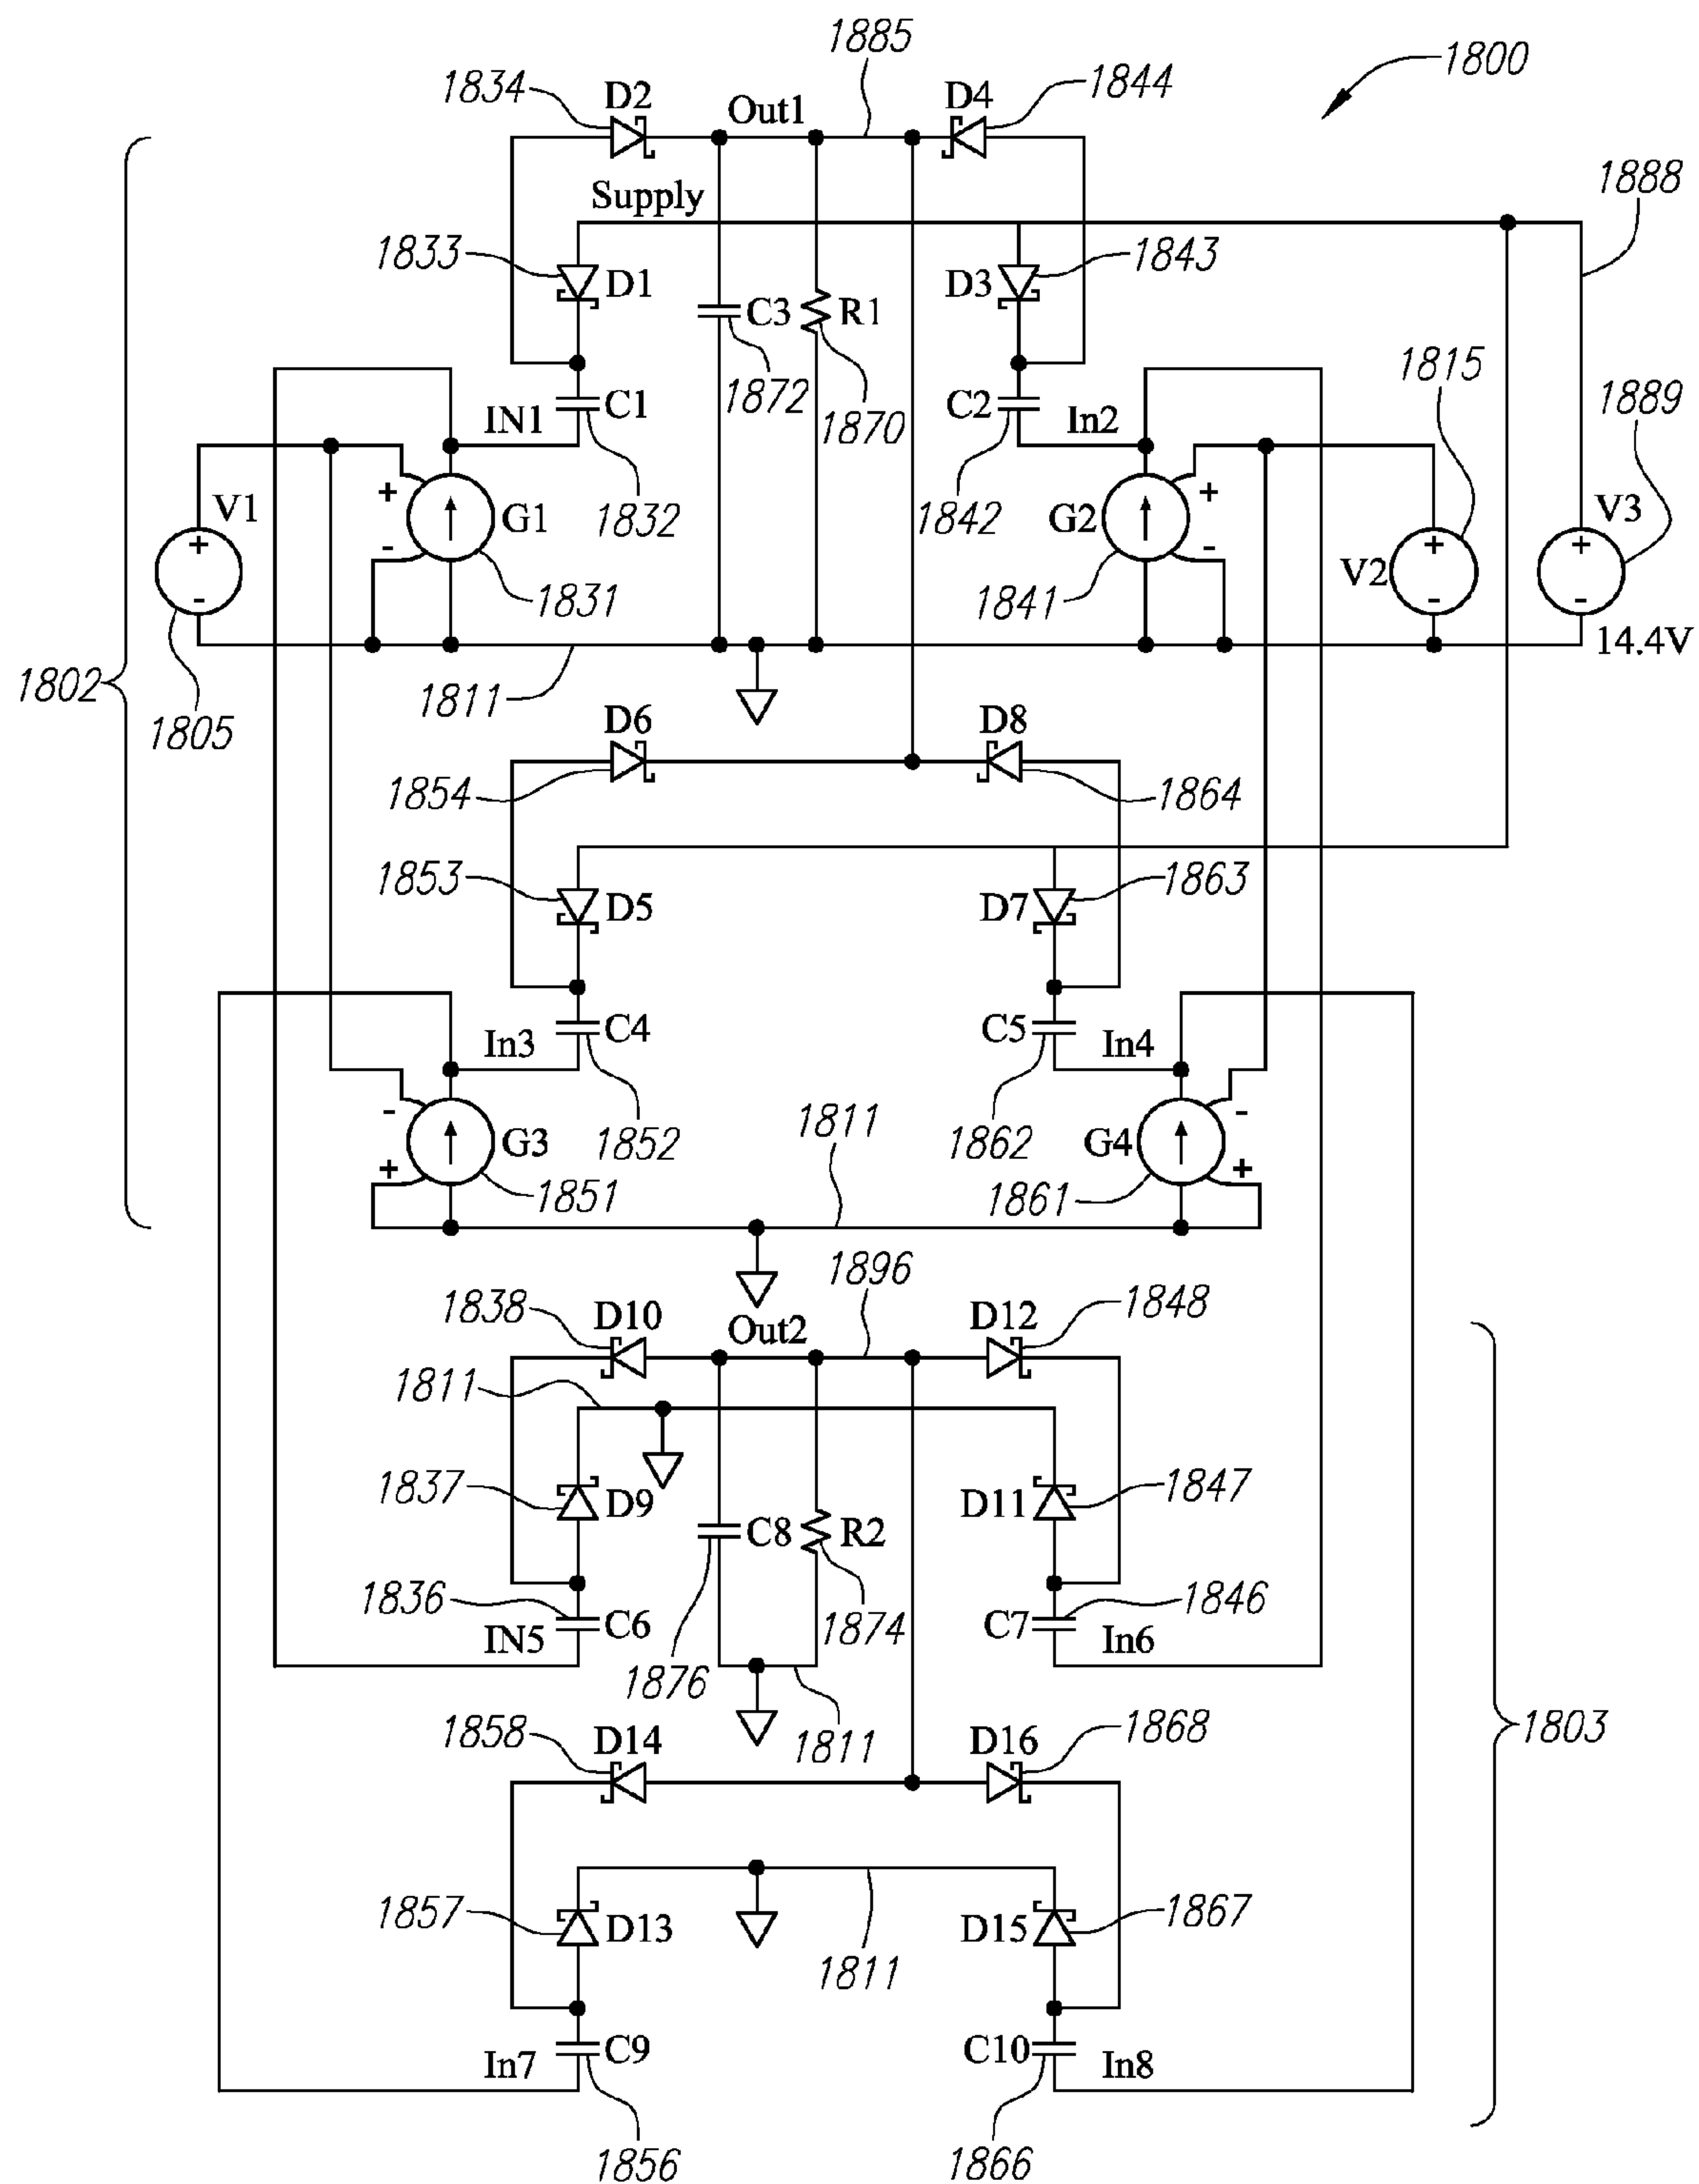 1885
1800
1834
D2
Out1
D4
1844
Supply
1888
1833
D1
C3
R1
D3
1843
1815
1872
1870
1889
IN1
C1
C2
In2
V1
+
-
+
-
G1
1832
1842
G2
+
-
V2
+
-
V3
+
-
1831
1841
14.4V
1802
1805
1811
D6
D8
1854
1864
1853
D5
D7
1863
In3
C4
C5
In4
-
+
G3
1852
1811
1862
G4
-
+
1851
1861
1838
D10
Out2
1896
D12
1848
1811
1837
D9
C8
R2
D11
1847
1836
IN5
C6
1876
1874
C7
In6
1846
1858
D14
1811
D16
1868
1803
1857
D13
1811
D15
1867
In7
C9
C10
In8
1856
1866